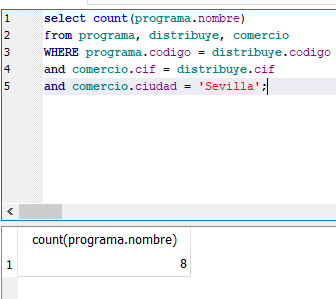 1 select count(programa.nombre)
2 from programa, distribuye, comercio
3 WHERE programa.codigo = distribuye.codigo
4 and comercio.cif = distribuye.cif
5 and comercio.ciudad = 'Sevilla';
count(programa.nombre)
1 8